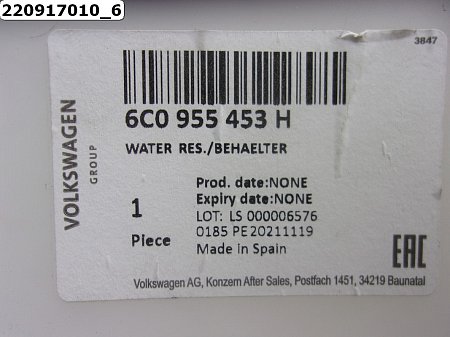 220917010_6
3847
VOLKSWAGEN
GROUP
6C0 955 453 H
WATER RES./BEHAELTER
Prod. date:NONE
Expiry date:NONE
1
LOT: LS 000006576
Piece
0185 PE20211119
Made in Spain
EAC
Volkswagen AG, Konzern After Sales, Postfach 1451, 34219 Baunatal